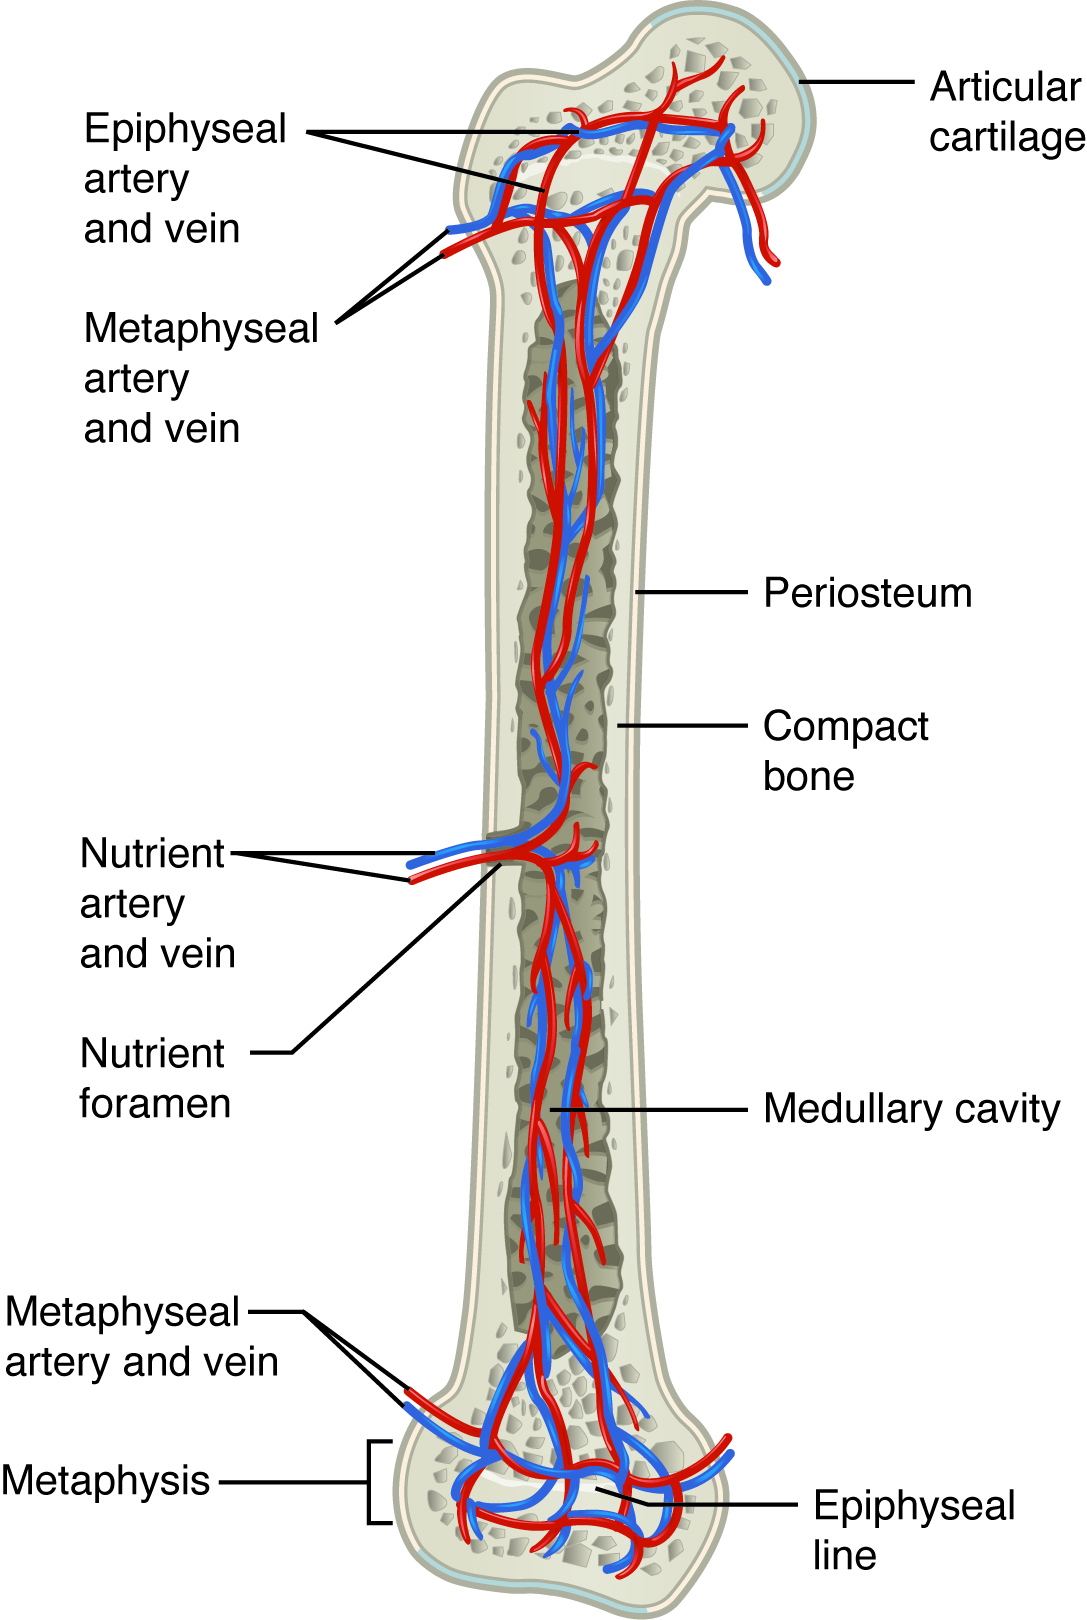 Articular
cartilage
Epiphyseal
artery
and vein
Metaphyseal
artery
and vein
Periosteum
Compact
bone
Nutrient
artery
and vein
Nutrient
foramen
Medullary cavity
Metaphyseal
artery and vein
Metaphysis
Epiphyseal
line